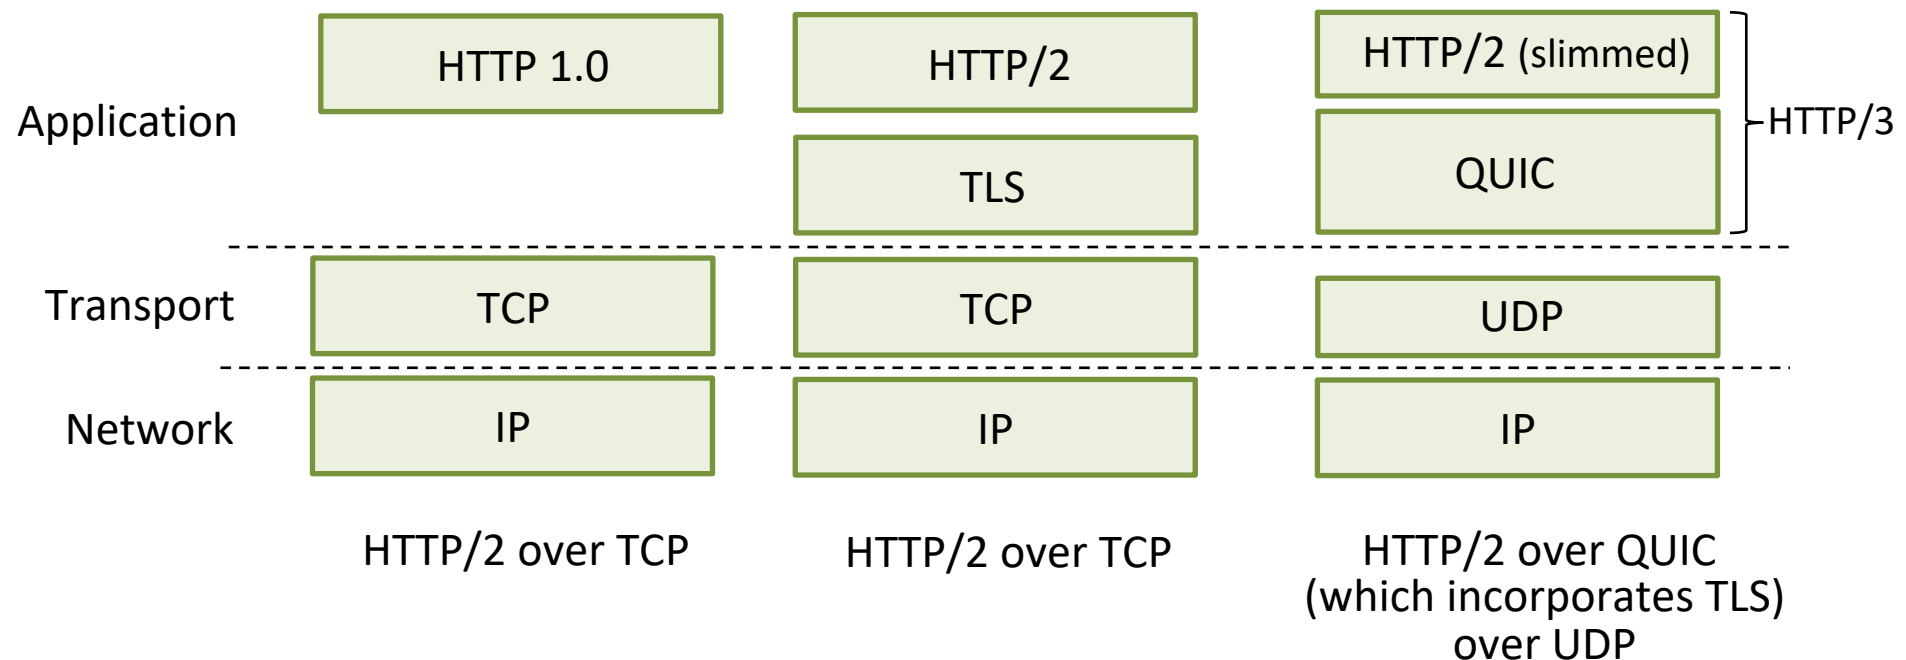 HTTP 1.0
HTTP/2
HTTP/2 (slimmed)
Application
HTTP/3
TLS
QUIC
Transport
TCP
TCP
UDP
Network
IP
IP
IP
HTTP/2 over TCP
HTTP/2 over TCP
HTTP/2 over QUIC
(which incorporates TLS)
over UDP